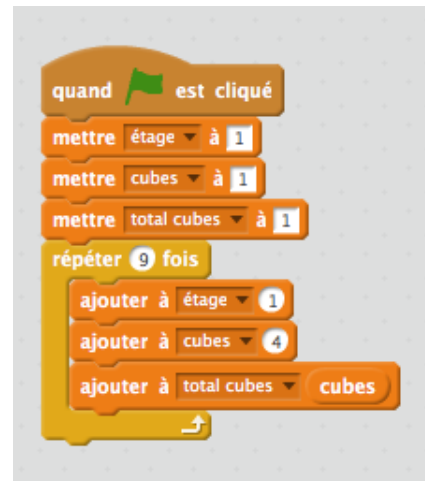 quand est cliqué
mettre étage à 1
mettre cubes à 1
mettre total cubes à 1
répéter 9 fois
ajouter à étage 1
ajouter à cubes 4
ajouter à total cubes cubes